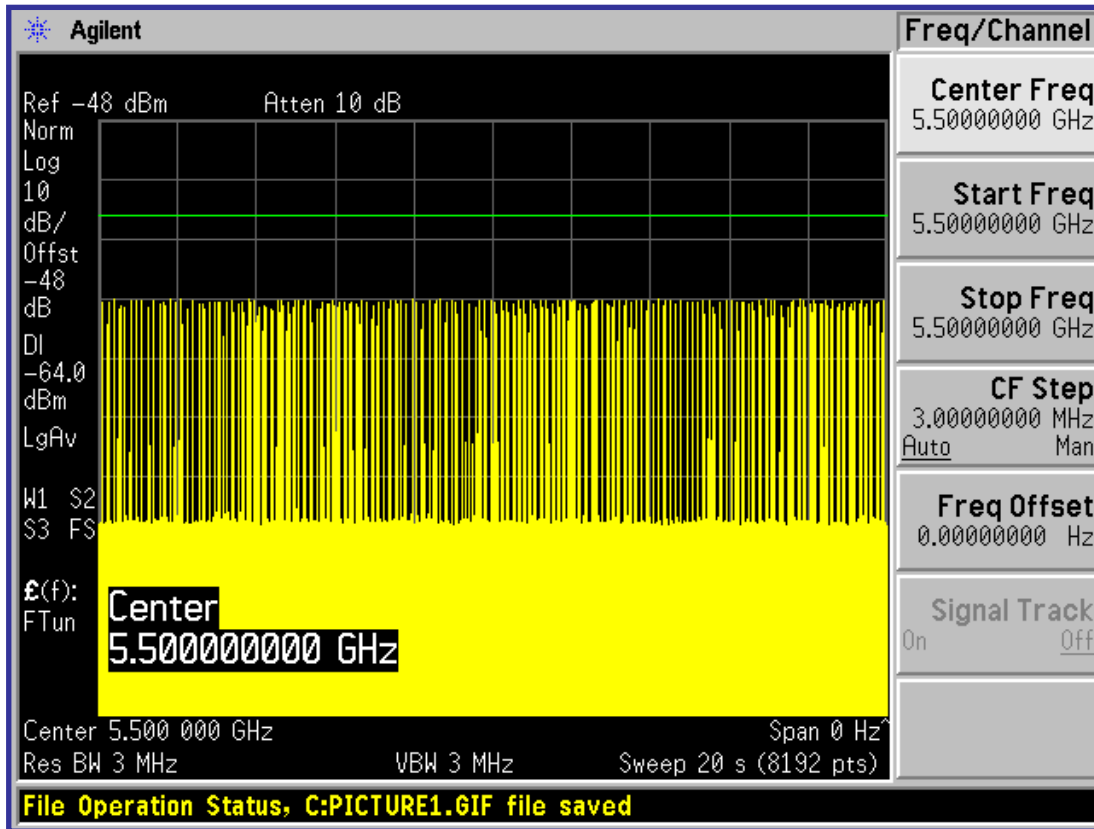 Agilent
Freq/Channel
Ref -48 dBm Atten 10 dB
Norm
Log
10
dB/
Offst
-48
dB
DI
-64.0
dBm
LgAv
W1 S2
S3 FS
£(f):
FTun
Center
5.500000000 GHz
Center 5.500 000 GHz Span 0 Hz^
Res BW 3 MHz VBW 3 MHz Sweep 20 s (8192 pts)
File Operation Status, C:PICTURE1.GIF file saved
Center Freq
5.50000000 GHz
Start Freq
5.50000000 GHz
Stop Freq
5.50000000 GHz
CF Step
3.00000000 MHz
Auto Man
Freq Offset
0.00000000 Hz
Signal Track
On Off